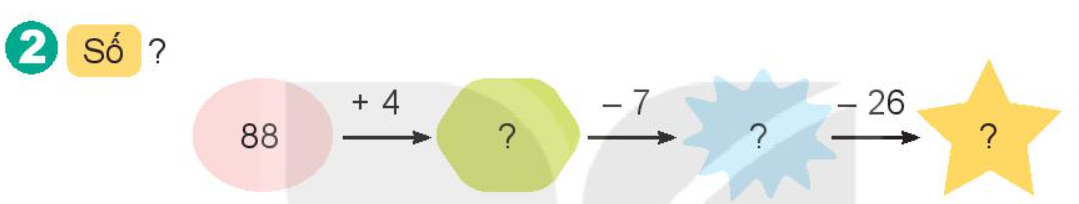 2 Số ?
+ 4 – 7 – 26
88 ? ? ?